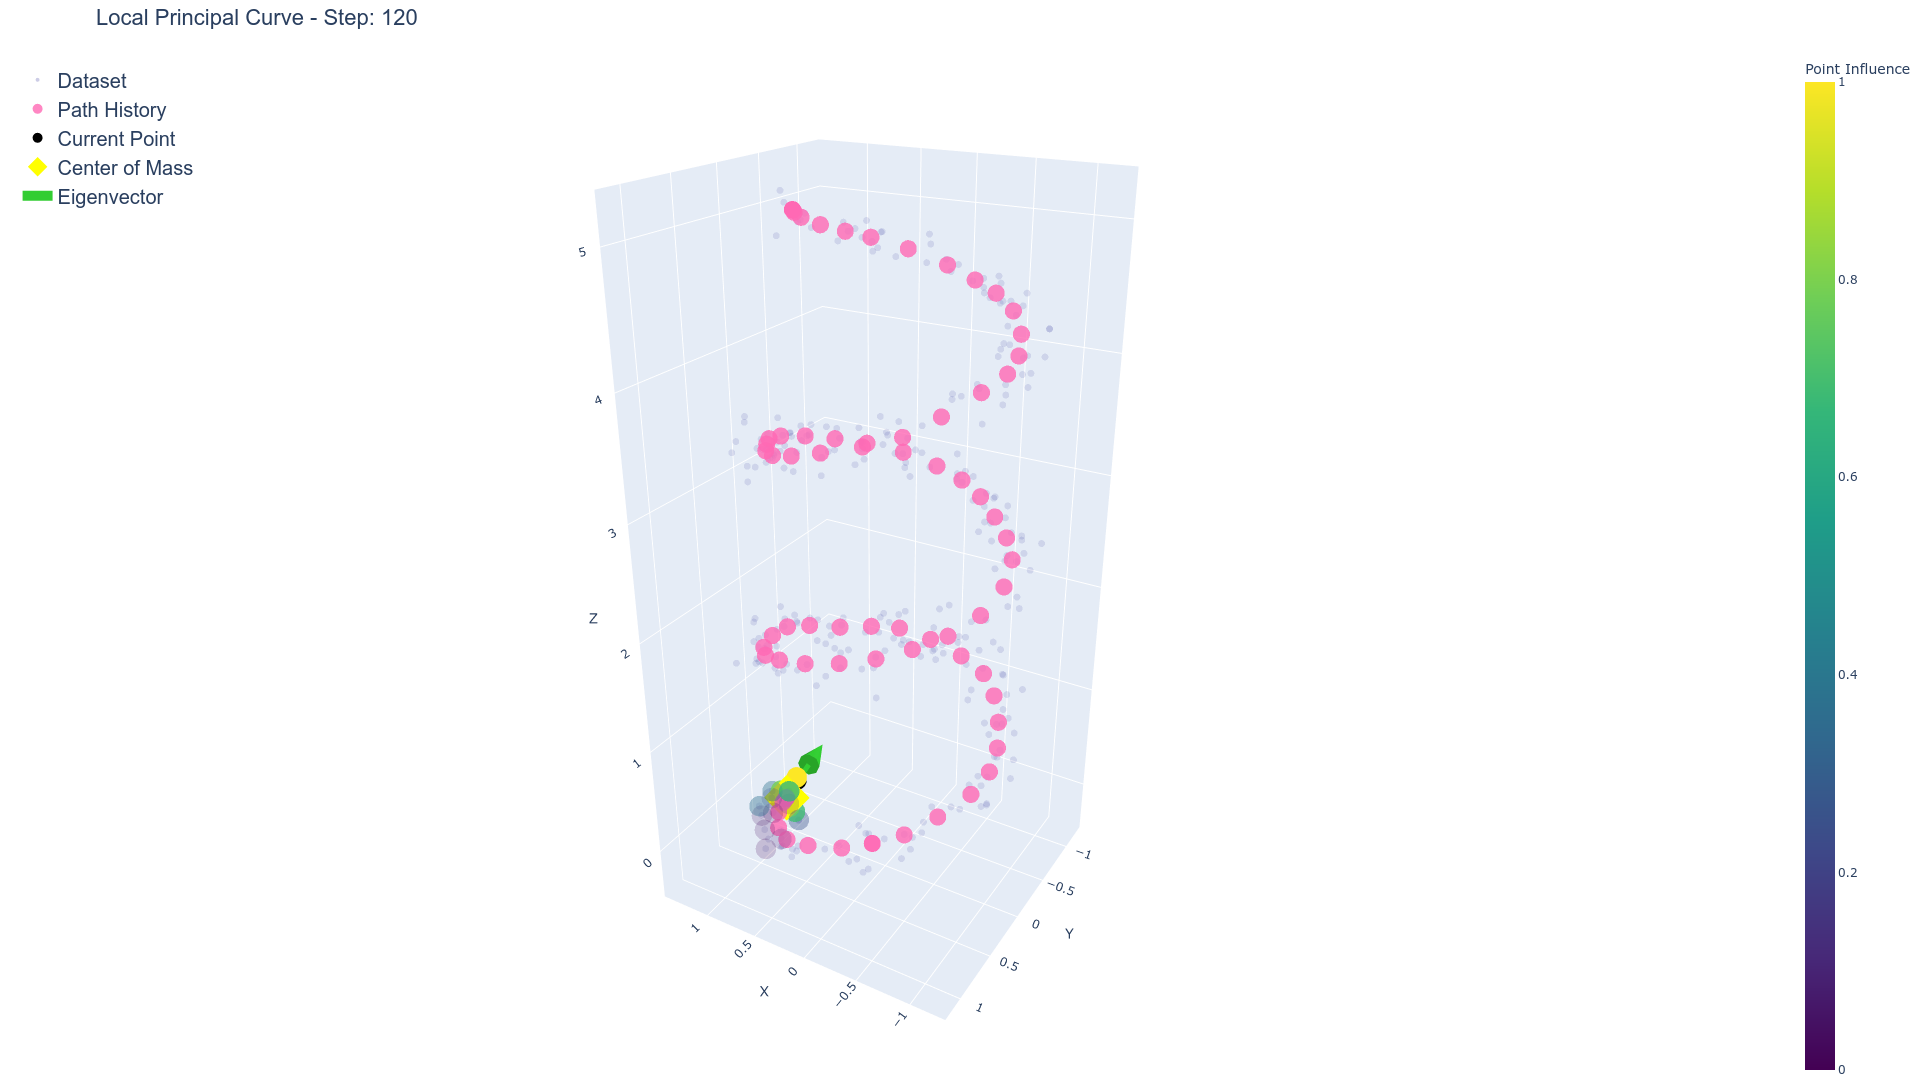 Local Principal Curve - Step: 120
Dataset
Path History
Current Point
Center of Mass
Eigenvector
Point Influence
1
0.8
0.6
0.4
0.2
0
5
4
3
2
1
0
Z
1
0.5
0
−0.5
−1
X
−1
−0.5
0
0.5
1
Y